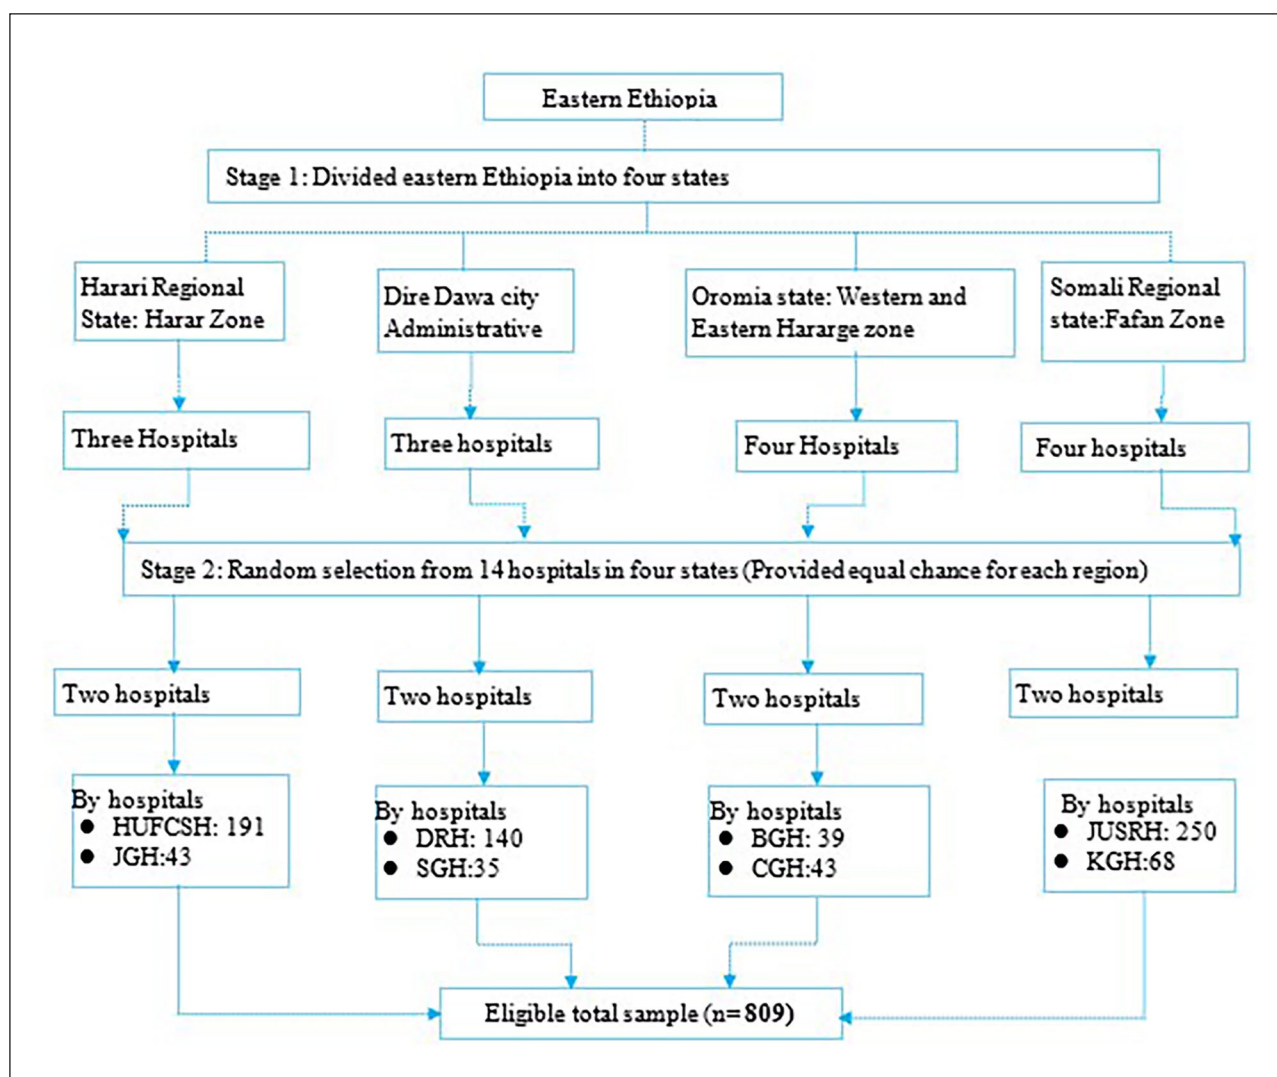 Eastern Ethiopia
Stage 1: Divided eastern Ethiopia into four states
Harari Regional
State: Harar Zone
Dire Dawa city
Administrative
Oromia state: Western and
Eastern Hararge zone
Somali Regional
state:Fafan Zone
Three Hospitals
Three hospitals
Four Hospitals
Four hospitals
Stage 2: Random selection from 14 hospitals in four states (Provided equal chance for each region)
Two hospitals
Two hospitals
Two hospitals
Two hospitals
By hospitals
● HUFCSH: 191
● JGH:43
By hospitals
● DRH: 140
● SGH:35
By hospitals
● BGH: 39
● CGH:43
By hospitals
● JUSRH: 250
● KGH:68
Eligible total sample (n=809)